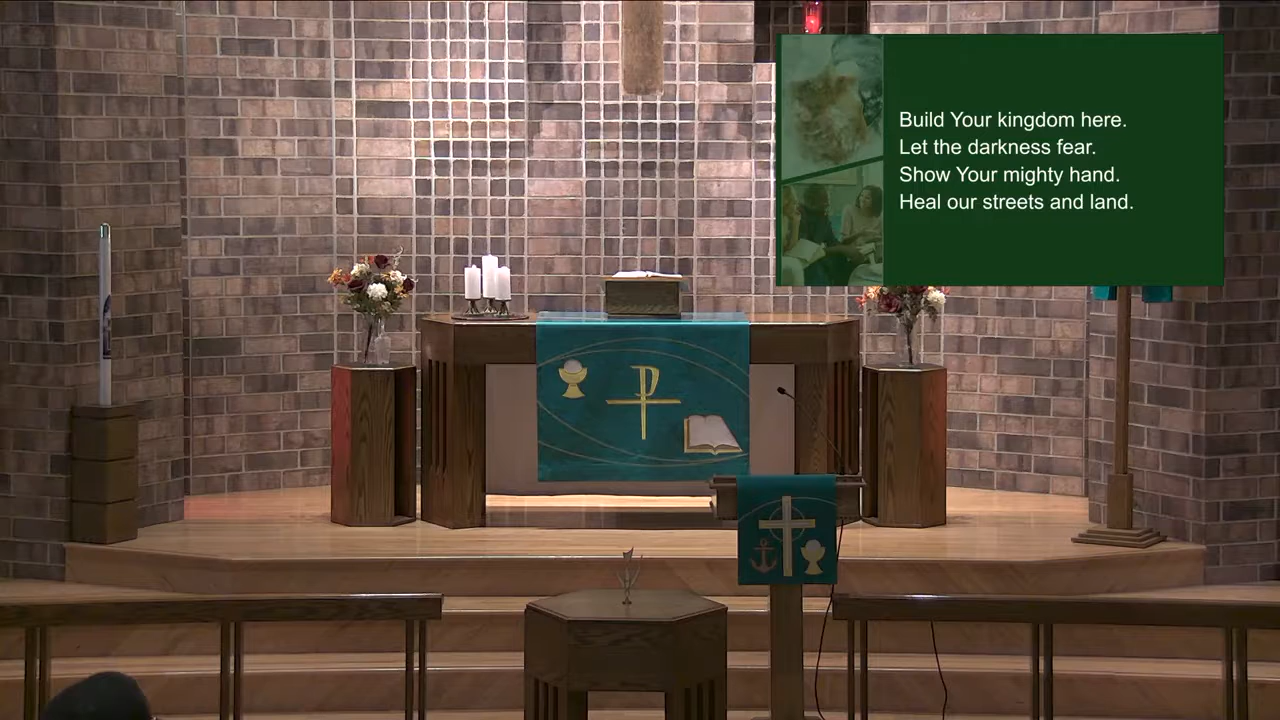 Build Your kingdom here.
Let the darkness fear.
Show Your mighty hand.
Heal our streets and land.